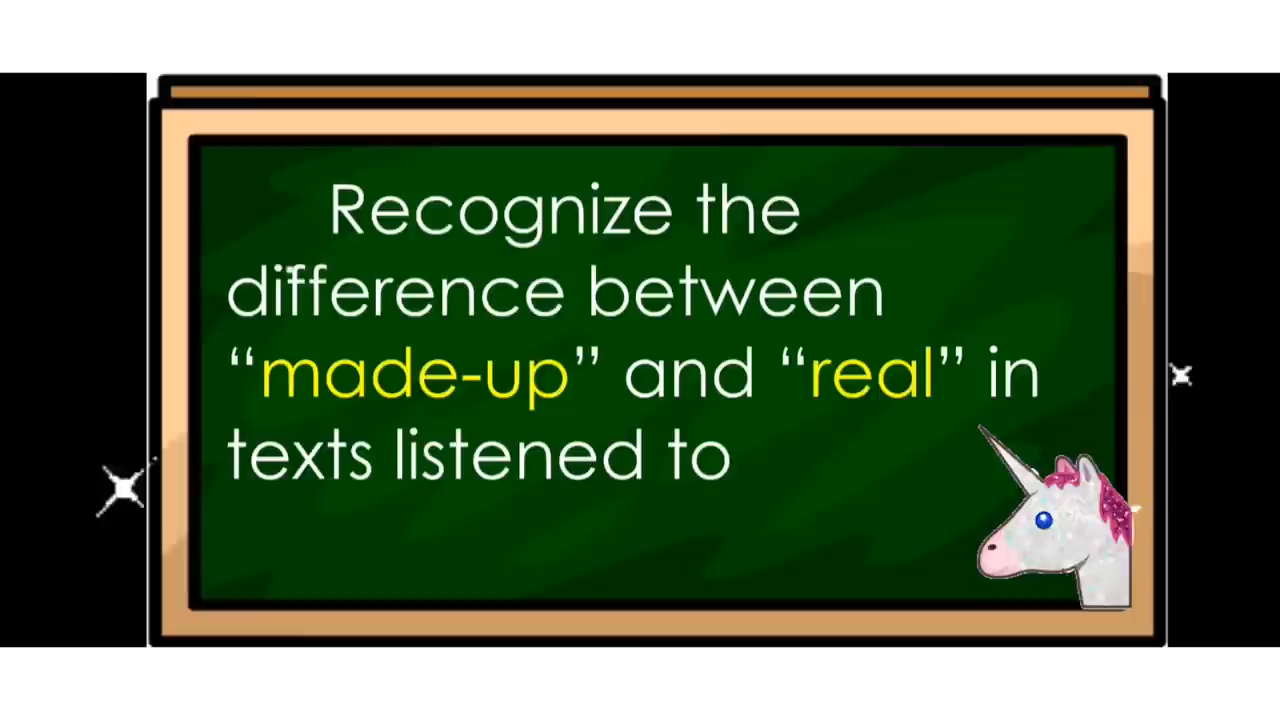 Recognize the
difference between
“made-up” and “real” in
texts listened to